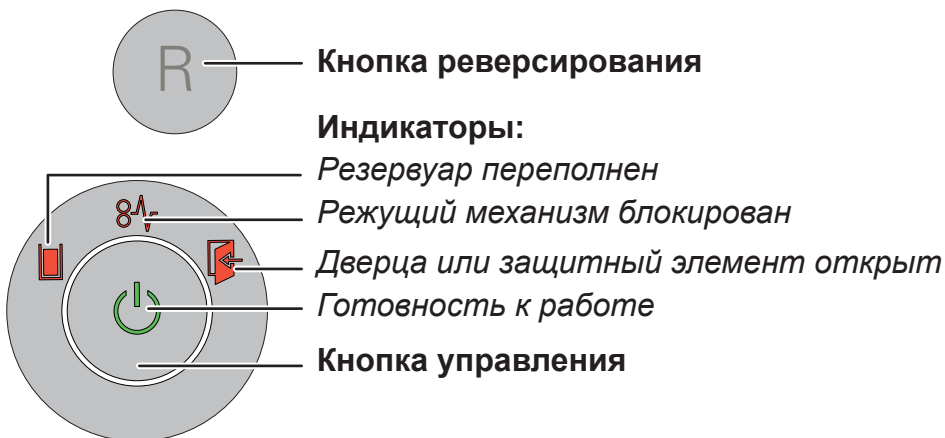 R
Кнопка реверсирования
Индикаторы:
Резервуар переполнен
Режущий механизм блокирован
Дверца или защитный элемент открыт
Готовность к работе
Кнопка управления